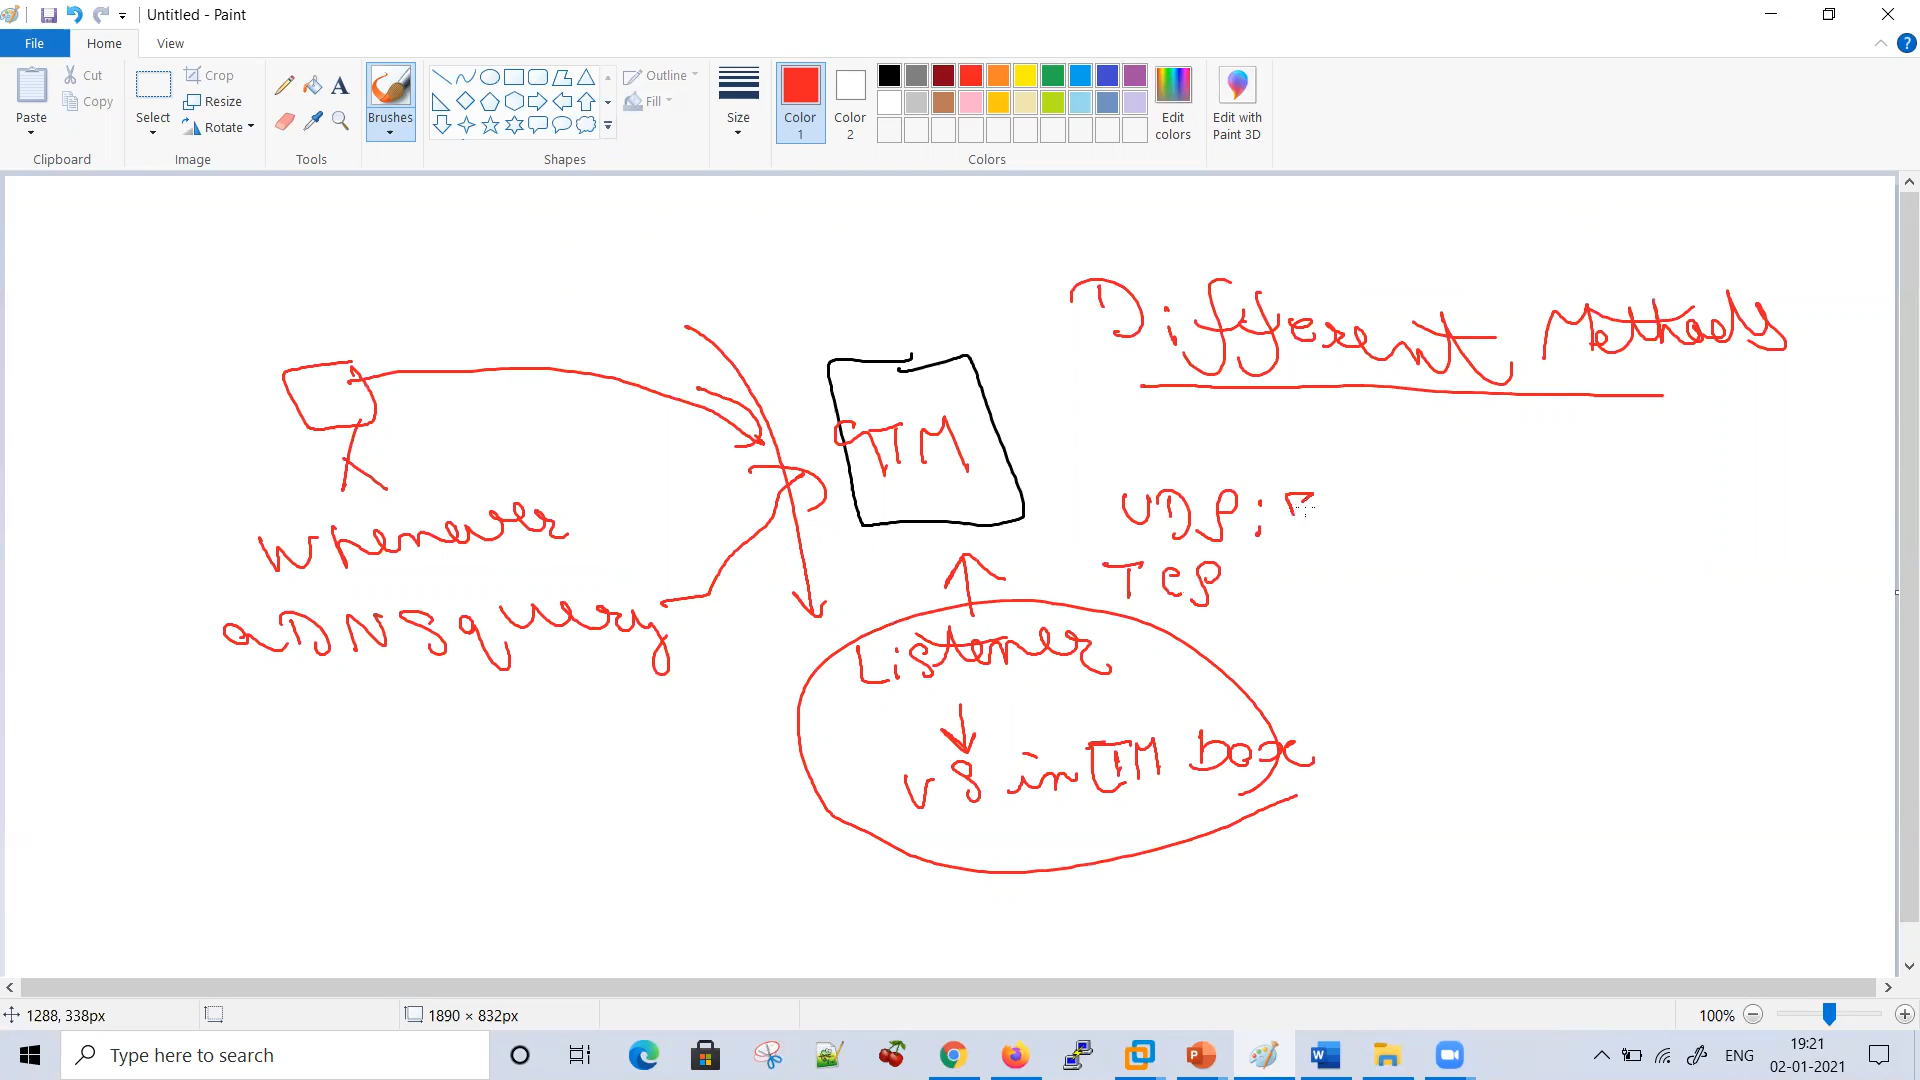 Untitled - Paint
File Home View
Paste
Cut
Copy
Clipboard
Select
Crop
Resize
Rotate
Image
Tools
Brushes
Outline
Fill
Shapes
Size
Color 1
Color 2
Edit colors
Colors
Edit with Paint 3D
Different Methods
GTM
UDP :
TCP
Whenever
a DNS query
Listener
VS in LTM box
1288, 338px
1890 × 832px
100%
Type here to search
ENG
19:21
02-01-2021